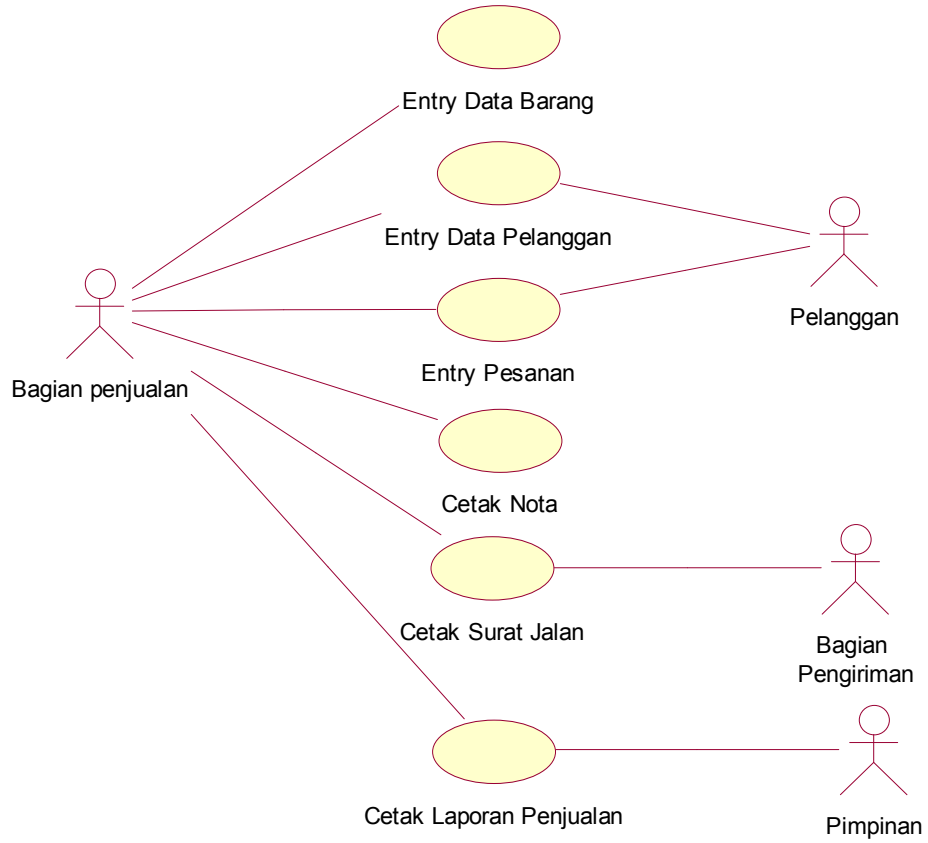 Entry Data Barang
Entry Data Pelanggan
Pelanggan
Entry Pesanan
Bagian penjualan
Cetak Nota
Cetak Surat Jalan
Bagian
Pengiriman
Cetak Laporan Penjualan
Pimpinan